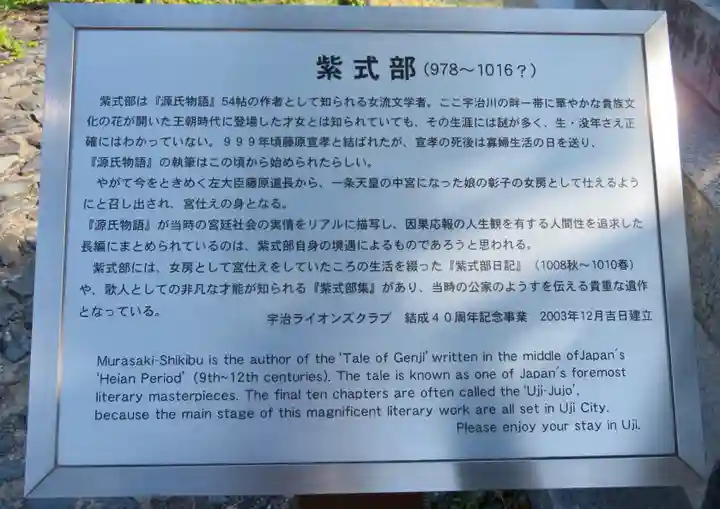 紫式部(978~1016?)
紫式部は『源氏物語』54帖の作者として知られる女流文学者。ここ宇治川の畔一帯に華やかな貴族文
化の花が開いた王朝時代に登場した才女とは知られていても、その生涯には謎が多く、生・没年さえ正
確にはわかっていない。999年頃藤原宣孝と結ばれたが、宣孝の死後は寡婦生活の日を送り、
『源氏物語』の執筆はこの頃から始められたらしい。
やがて今をときめく左大臣藤原道長から、一条天皇の中宮になった娘の彰子の女房として仕えるよう
にと召し出され、宮仕えの身となる。
『源氏物語』が当時の宮廷社会の実情をリアルに描写し、因果応報の人生観を有する人間性を追求した
長編にまとめられているのは、紫式部自身の境遇によるものであろうと思われる。
紫式部には、女房として宮仕えをしていたころの生活を綴った『紫式部日記』(1008秋~1010春)
や、歌人としての非凡な才能が知られる『紫式部集』があり、当時の公家のようすを伝える貴重な遺作
となっている。
宇治ライオンズクラブ 結成40周年記念事業 2003年12月吉日建立
Murasaki-Shikibu is the author of the 'Tale of Genji' written in the middle ofJapan's
'Heian Period' (9th~12th centuries). The tale is known as one of Japan's foremost
literary masterpieces. The final ten chapters are often called the 'Uji-Jujo',
because the main stage of this magnificent literary work are all set in Uji City.
Please enjoy your stay in Uji.